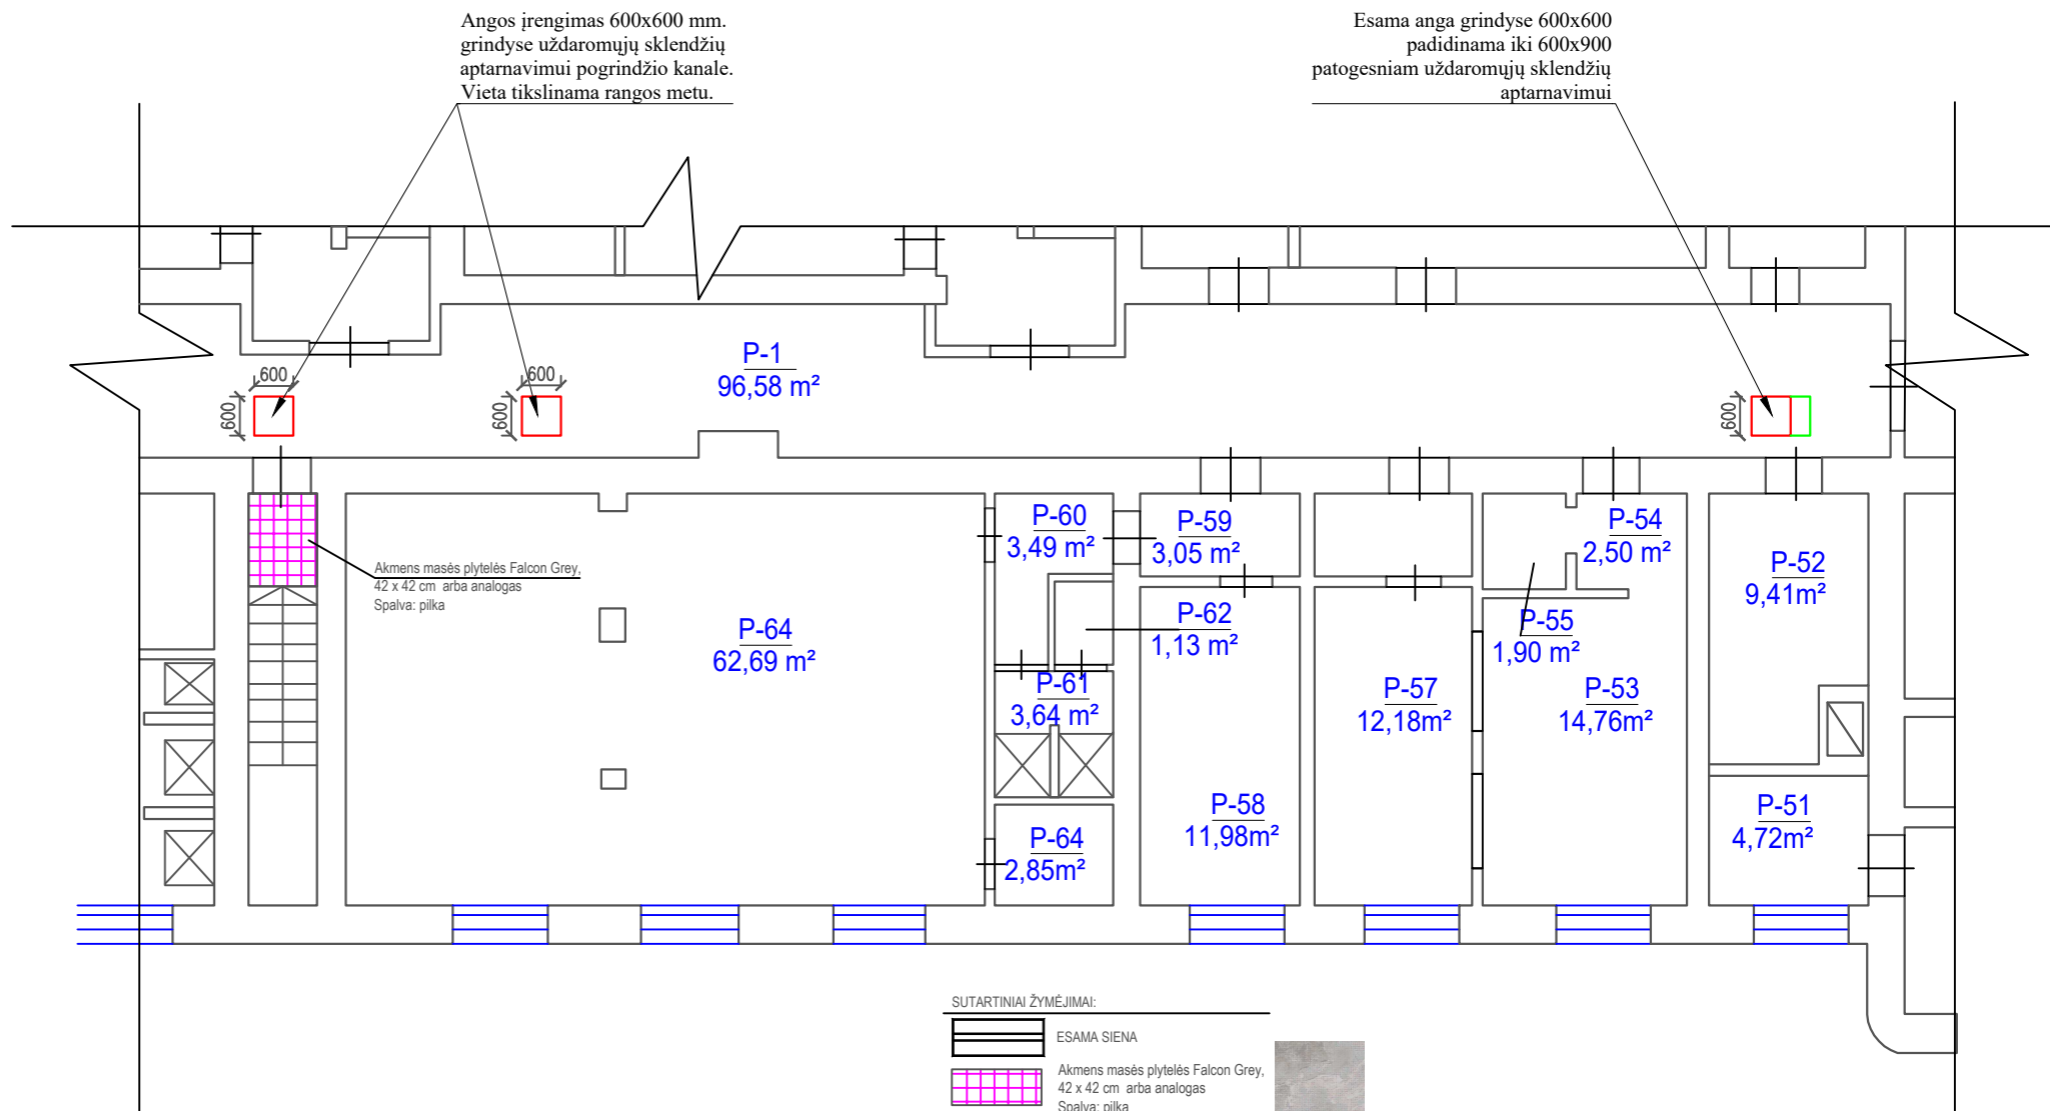 Angos įrengimas 600x600 mm.
grindyse uždaromųjų sklendžių
aptarnavimui pogrindžio kanale.
Vieta tikslinama rangos metu.
Esama anga grindyse 600x600
padidinama iki 600x900
patogesniam uždaromųjų sklendžių
aptarnavimui
P-1
96,58 m²
600
600
600
600
600
Akmens masės plytelės Falcon Grey,
42 x 42 cm arba analogas
Spalva: pilka
P-64
62,69 m²
P-60
3,49 m²
P-59
3,05 m²
P-62
1,13 m²
P-61
3,64 m²
P-64
2,85m²
P-58
11,98m²
P-57
12,18m²
P-54
2,50 m²
P-55
1,90 m²
P-53
14,76m²
P-52
9,41m²
P-51
4,72m²
SUTARTINIAI ŽYMĖJIMAI:
ESAMA SIENA
Akmens masės plytelės Falcon Grey,
42 x 42 cm arba analogas
Spalva: pilka